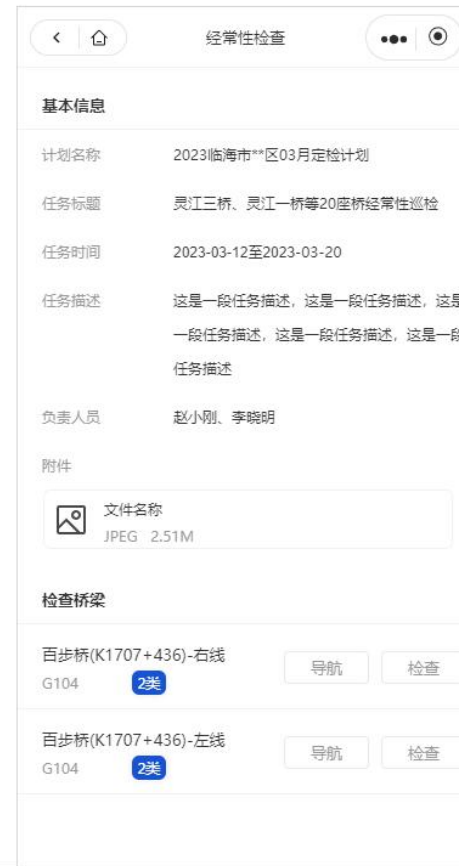 经常性检查
基本信息
计划名称 2023临海市**区03月定检计划
任务标题 灵江三桥、灵江一桥等20座桥经常性巡检
任务时间 2023-03-12至2023-03-20
任务描述 这是一段任务描述，这是一段任务描述，这是
一段任务描述，这是一段任务描述，这是一段
任务描述
负责人员 赵小刚、李晓明
附件
文件名称
JPEG 2.51M
检查桥梁
百步桥(K1707+436)-右线
G104 2类 导航 检查
百步桥(K1707+436)-左线
G104 2类 导航 检查